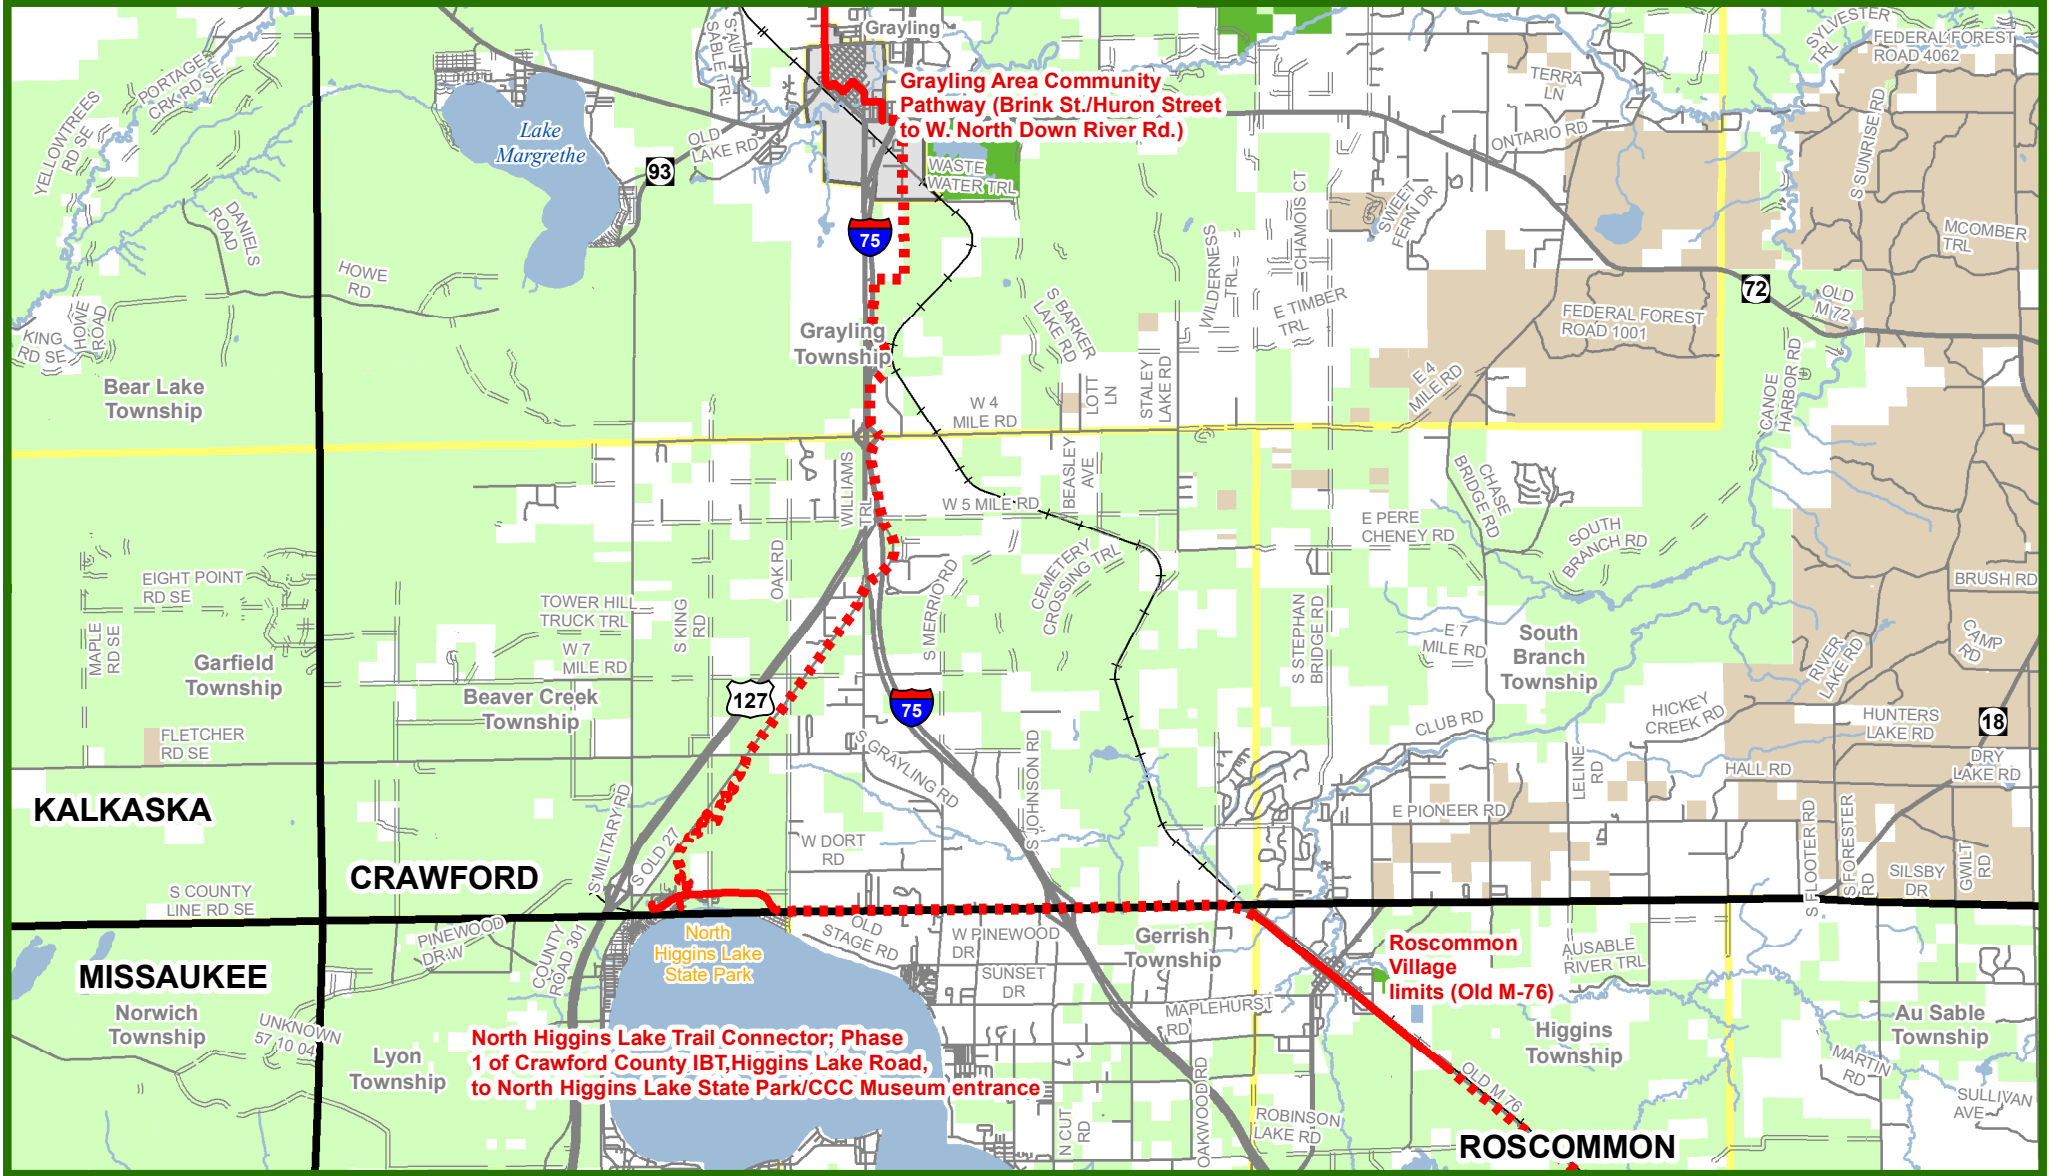 Grayling
Grayling Area Community
Pathway (Brink St./Huron Street
to W. North Down River Rd.)
SYLVESTER
TRL
FEDERAL FOREST
ROAD 4062
PORTAGE
CRK RD SE
YELLOWTREES
RD SE
S AU
SABLE TRL
TERRA
LN
Lake
Margrethe
OLD
LAKE RD
93
ONTARIO RD
S SUNRISE RD
WASTE
WATER TRL
CHAMOIS CT
SWEET
FERN DR
DANIELS
ROAD
75
WILDERNESS
TRL
MCOMBER
TRL
HOWE
RD
S BARKER
LAKE RD
E TIMBER
TRL
72
OLD
M 72
HOWE
ROAD
KING
RD SE
Grayling
Township
FEDERAL FOREST
ROAD 1001
Bear Lake
Township
LOTT
LN
STALEY
LAKE RD
E 4
MILE RD
CANOE
HARBOR RD
W 4
MILE RD
WILLIAMS
TRL
BEASLEY
AVE
CHASE
BRIDGE RD
W 5 MILE RD
E PERE
CHENEY RD
SOUTH
BRANCH RD
OAK RD
CEMETERY
CROSSING TRL
EIGHT POINT
RD SE
BRUSH RD
TOWER HILL
TRUCK TRL
S KING
RD
S MERRIO RD
S STEPHAN
BRIDGE RD
E 7
MILE RD
South
Branch
Township
CAMP
RD
MAPLE
RD SE
W 7
MILE RD
RIVER
LAKE RD
Garfield
Township
Beaver Creek
Township
127
75
HICKEY
CREEK RD
CLUB RD
HUNTERS
LAKE RD
18
FLETCHER
RD SE
S GRAYLING RD
S JOHNSON RD
LELINE
RD
HALL RD
DRY
LAKE RD
KALKASKA
S MILITARY RD
S OLD 27
W DORT
RD
E PIONEER RD
S FLOOTER RD
S FORESTER
RD
SILSBY
DR
GWILT
RD
CRAWFORD
S COUNTY
LINE RD SE
PINEWOOD
DR W
COUNTY
ROAD 301
North
Higgins Lake
State Park
OLD
STAGE RD
W PINEWOOD
DR
Gerrish
Township
Roscommon
Village
limits (Old M-76)
AUSABLE
RIVER TRL
MISSAUKEE
SUNSET
DR
MAPLEHURST
RD
Norwich
Township
UNKNOWN
57 10 04
Lyon
Township
North Higgins Lake Trail Connector; Phase
1 of Crawford County IBT,Higgins Lake Road,
to North Higgins Lake State Park/CCC Museum entrance
Higgins
Township
Au Sable
Township
MARTIN
RD
OLD M 76
SULLIVAN
AVE
N CUT
RD
OAKWOOD RD
ROBINSON
LAKE RD
ROSCOMMON